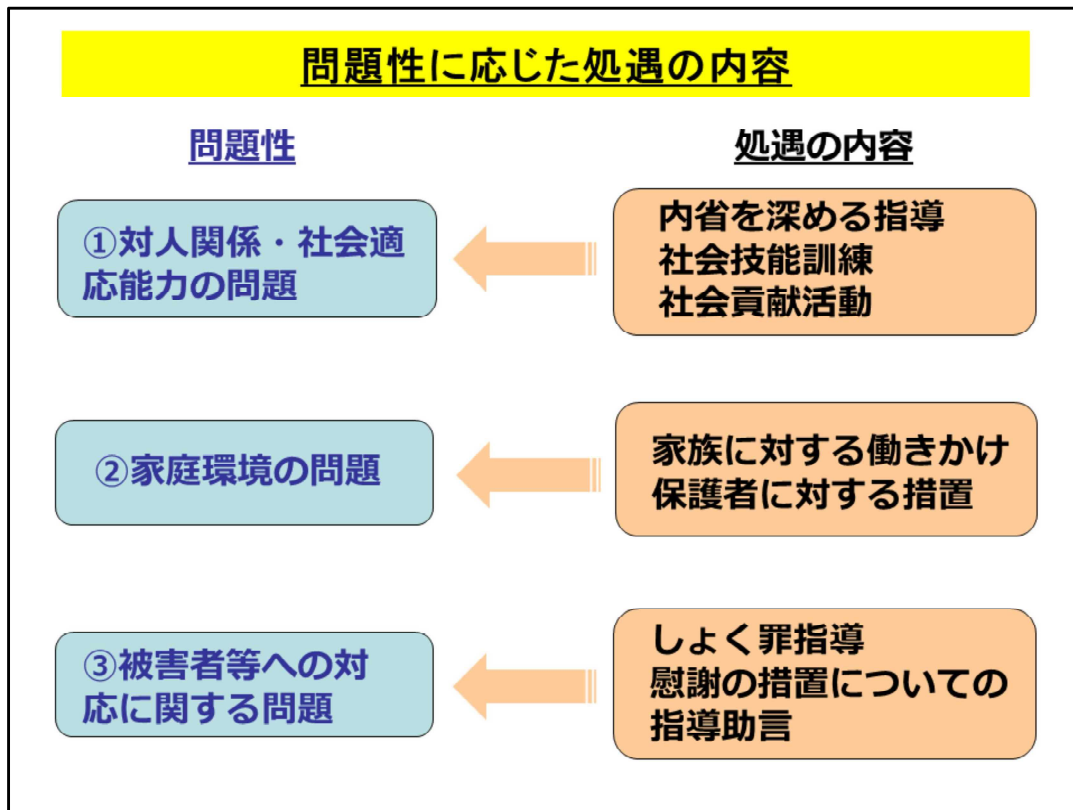 問題性に応じた処遇の内容
問題性
処遇の内容
①対人関係・社会適
応能力の問題
内省を深める指導
社会技能訓練
社会貢献活動
②家庭環境の問題
家族に対する働きかけ
保護者に対する措置
③被害者等への対
応に関する問題
しょく罪指導
慰謝の措置についての
指導助言